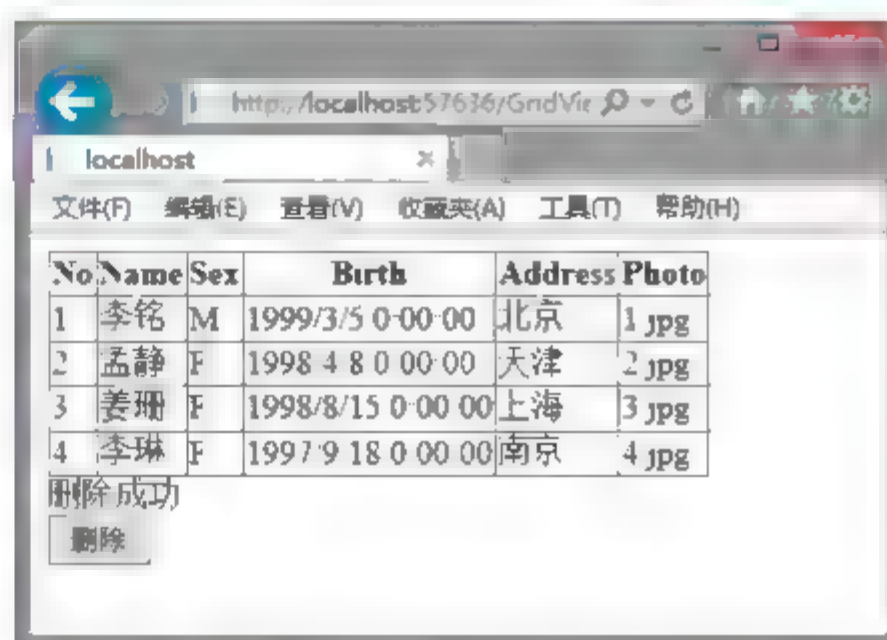 http://localhost:57636/GridVie
localhost
文件(F) 编辑(E) 查看(V) 收藏夹(A) 工具(T) 帮助(H)
No Name Sex Birth Address Photo
1 李铭 M 1999/3/5 0:00:00 北京 1.jpg
2 孟静 F 1998/4/8 0:00:00 天津 2.jpg
3 姜珊 F 1998/8/15 0:00:00 上海 3.jpg
4 李琳 F 1997/9/18 0:00:00 南京 4.jpg
删除成功
删除